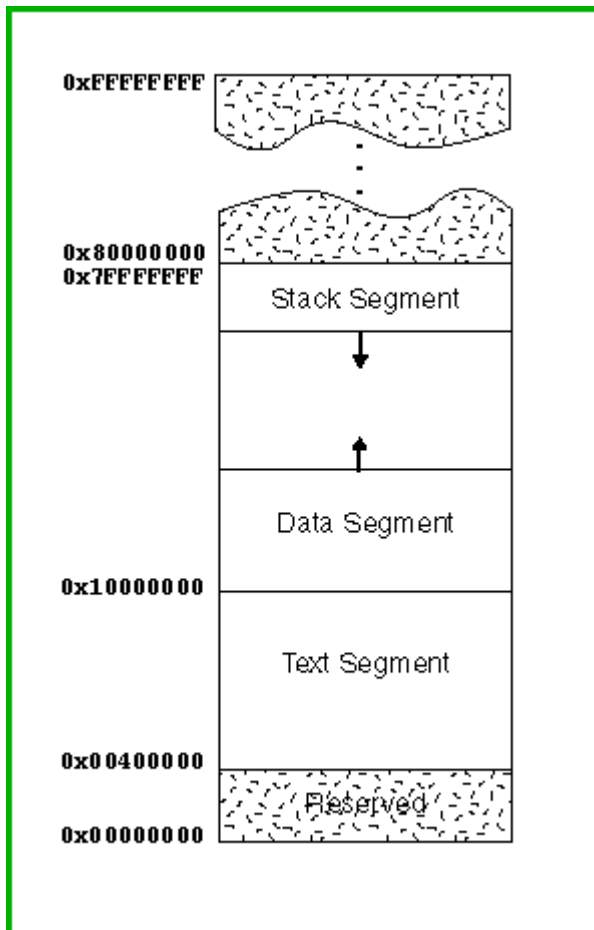 0xFFFFFFFF
0x80000000
0x7FFFFFFF
Stack Segment
Data Segment
0x10000000
Text Segment
0x00400000
Reserved
0x00000000